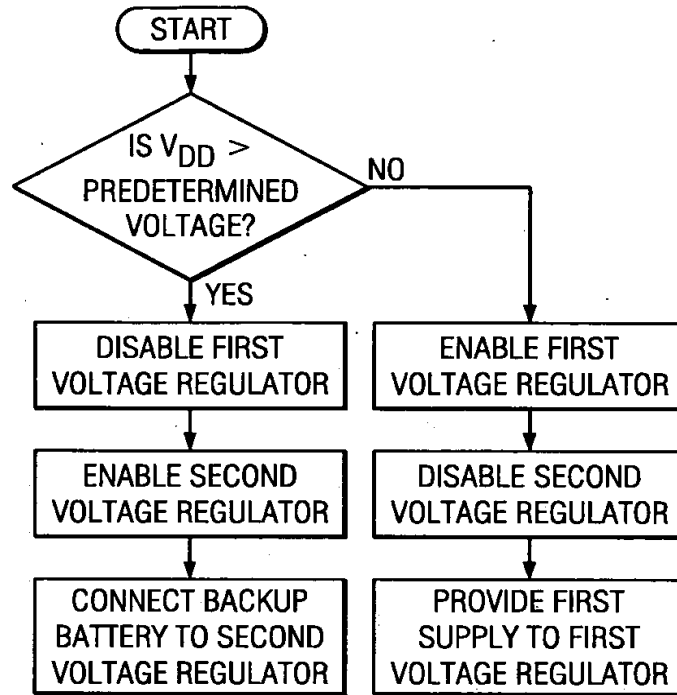 START
IS VDD >
PREDETERMINED
VOLTAGE?
NO
YES
DISABLE FIRST
VOLTAGE REGULATOR
ENABLE SECOND
VOLTAGE REGULATOR
CONNECT BACKUP
BATTERY TO SECOND
VOLTAGE REGULATOR
ENABLE FIRST
VOLTAGE REGULATOR
DISABLE SECOND
VOLTAGE REGULATOR
PROVIDE FIRST
SUPPLY TO FIRST
VOLTAGE REGULATOR